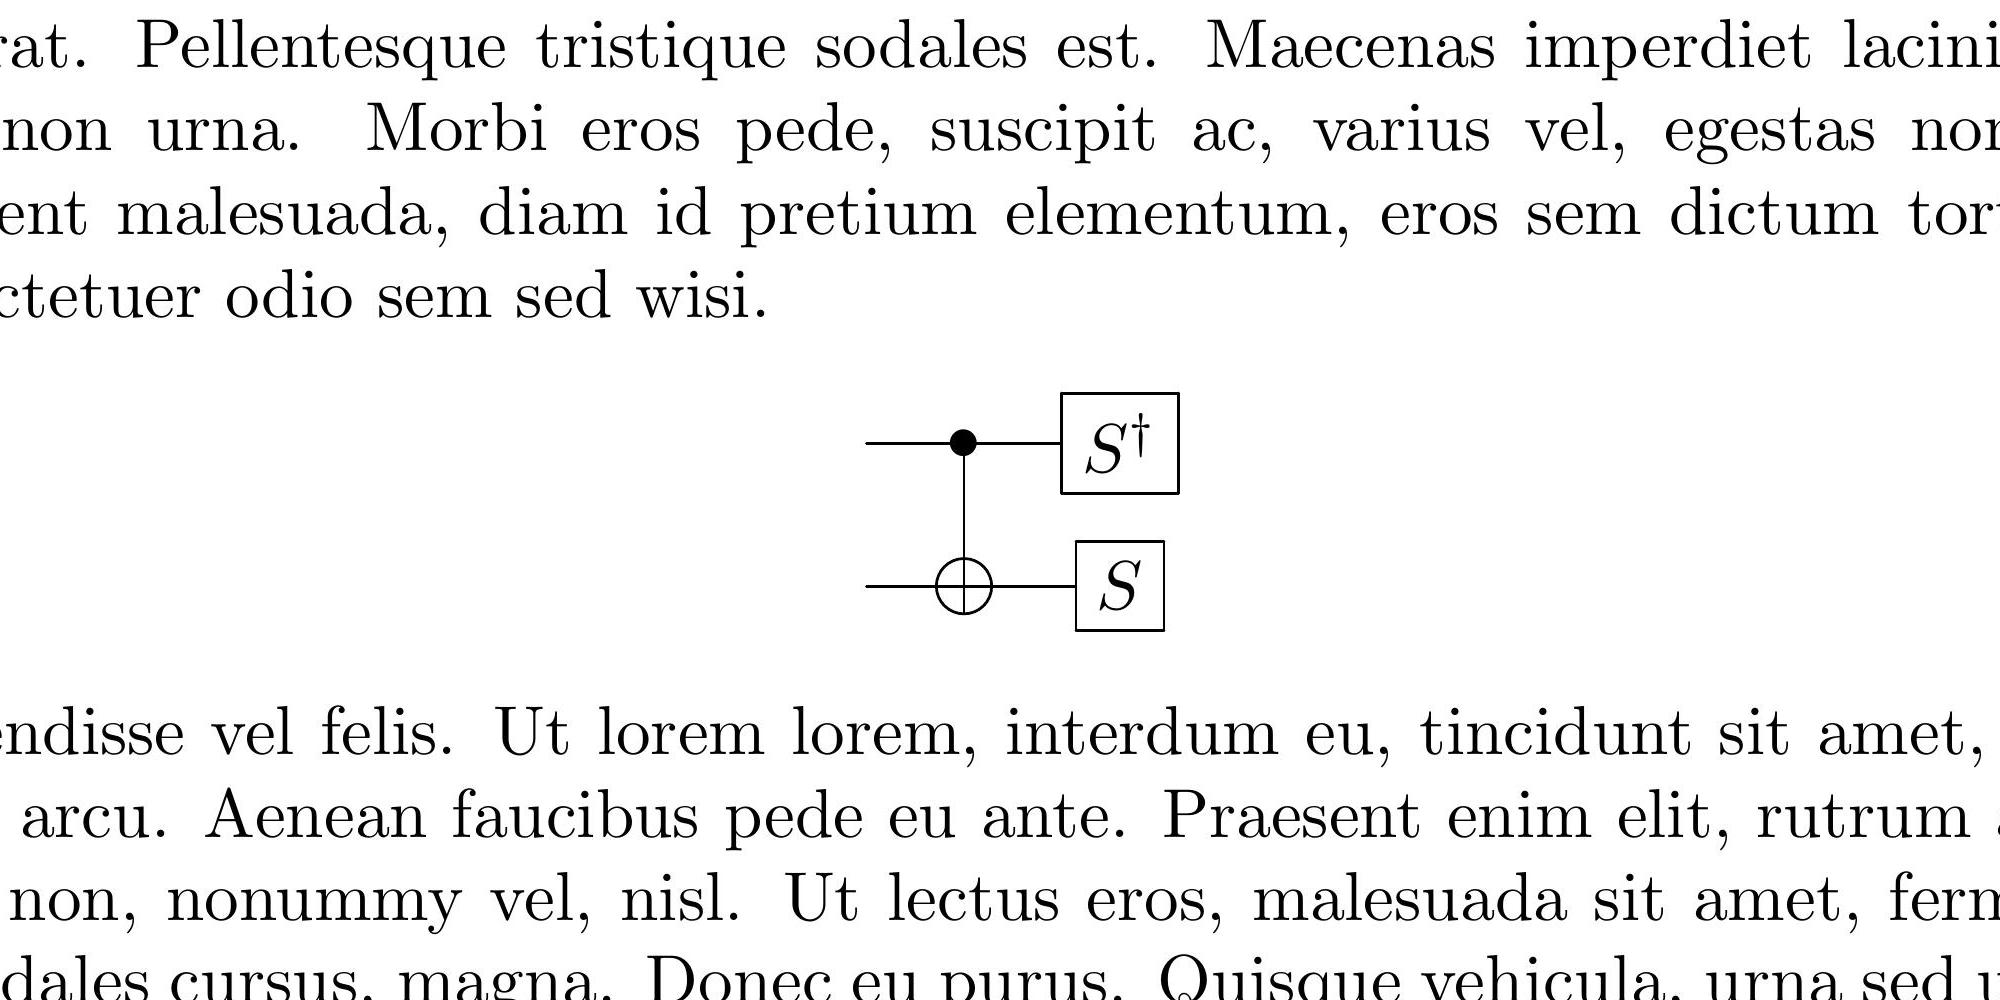 rat. Pellentesque tristique sodales est. Maecenas imperdiet lacini
non urna. Morbi eros pede, suscipit ac, varius vel, egestas non
ent malesuada, diam id pretium elementum, eros sem dictum tort
ctetuer odio sem sed wisi.
S†
S
endisse vel felis. Ut lorem lorem, interdum eu, tincidunt sit amet,
arcu. Aenean faucibus pede eu ante. Praesent enim elit, rutrum
non, nonummy vel, nisl. Ut lectus eros, malesuada sit amet, ferm
dales cursus, magna. Donec eu purus. Quisque vehicula, urna sed u